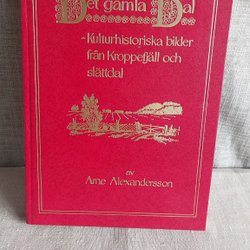 Det gamla Dal
-Kulturhistoriska bilder
från Kroppefjäll och
slättdal
av
Arne Alexandersson